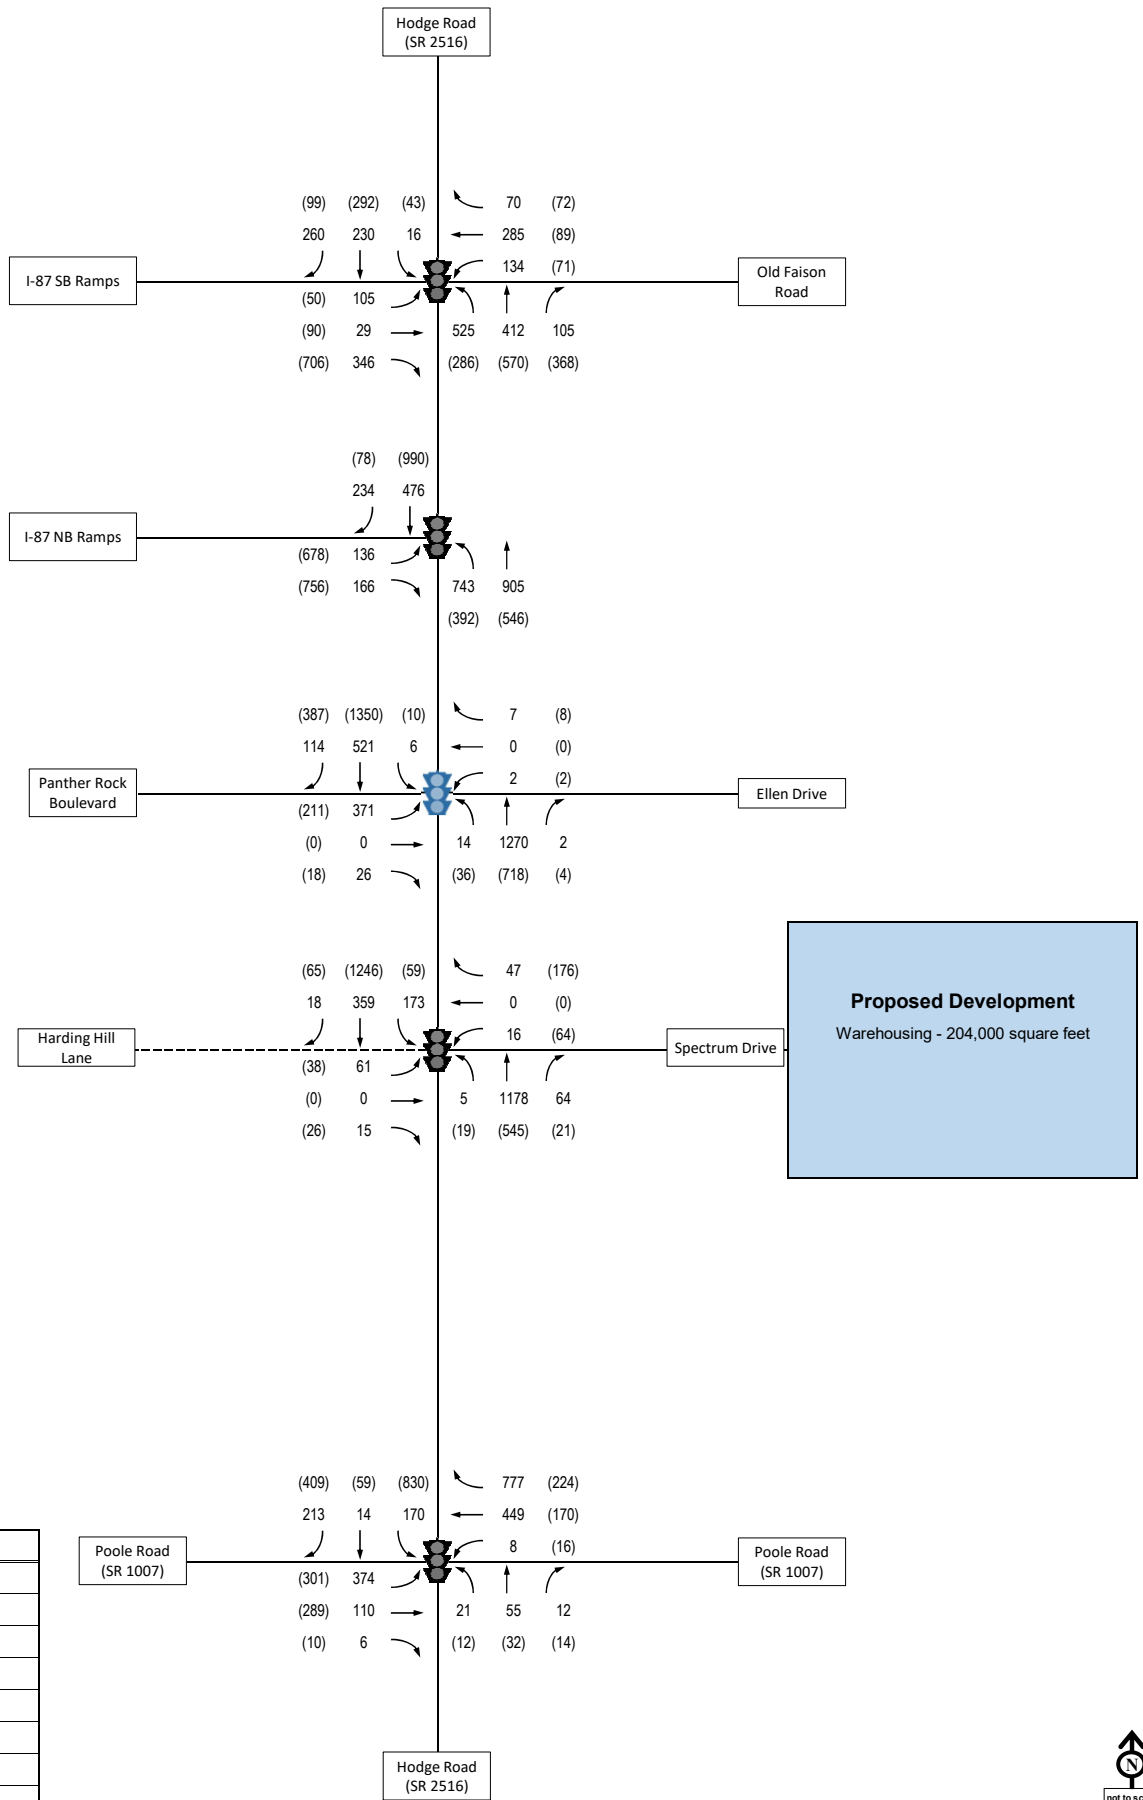 Hodge Road
(SR 2516)
(99) (292) (43) 70 (72)
260 230 16 285 (89)
134 (71)
I-87 SB Ramps
Old Faison
Road
(50) 105
(90) 29 525 412 105
(706) 346 (286) (570) (368)
(78) (990)
234 476
I-87 NB Ramps
(678) 136
(756) 166 743 905
(392) (546)
(387) (1350) (10) 7 (8)
114 521 6 0 (0)
2 (2)
Panther Rock
Boulevard
Ellen Drive
(211) 371
(0) 0 14 1270 2
(18) 26 (36) (718) (4)
(65) (1246) (59) 47 (176)
18 359 173 0 (0)
16 (64)
Harding Hill
Lane
Spectrum Drive
Proposed Development
Warehousing - 204,000 square feet
(38) 61
(0) 0 5 1178 64
(26) 15 (19) (545) (21)
(409) (59) (830) 777 (224)
213 14 170 449 (170)
8 (16)
Poole Road
(SR 1007)
Poole Road
(SR 1007)
(301) 374
(289) 110 21 55 12
(10) 6 (12) (32) (14)
Hodge Road
(SR 2516)
N